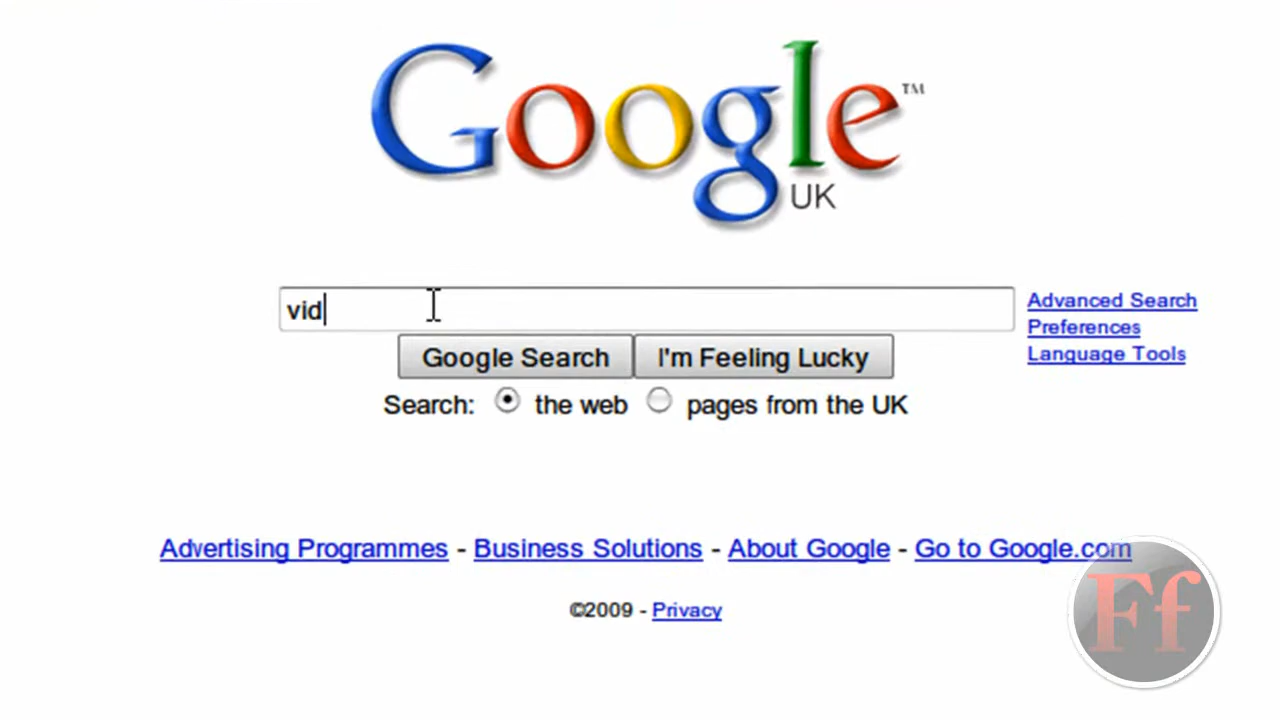 Google™
UK
vid
Advanced Search
Preferences
Language Tools
Google Search I'm Feeling Lucky
Search: the web pages from the UK
Advertising Programmes - Business Solutions - About Google - Go to Google.com
©2009 - Privacy
Ff